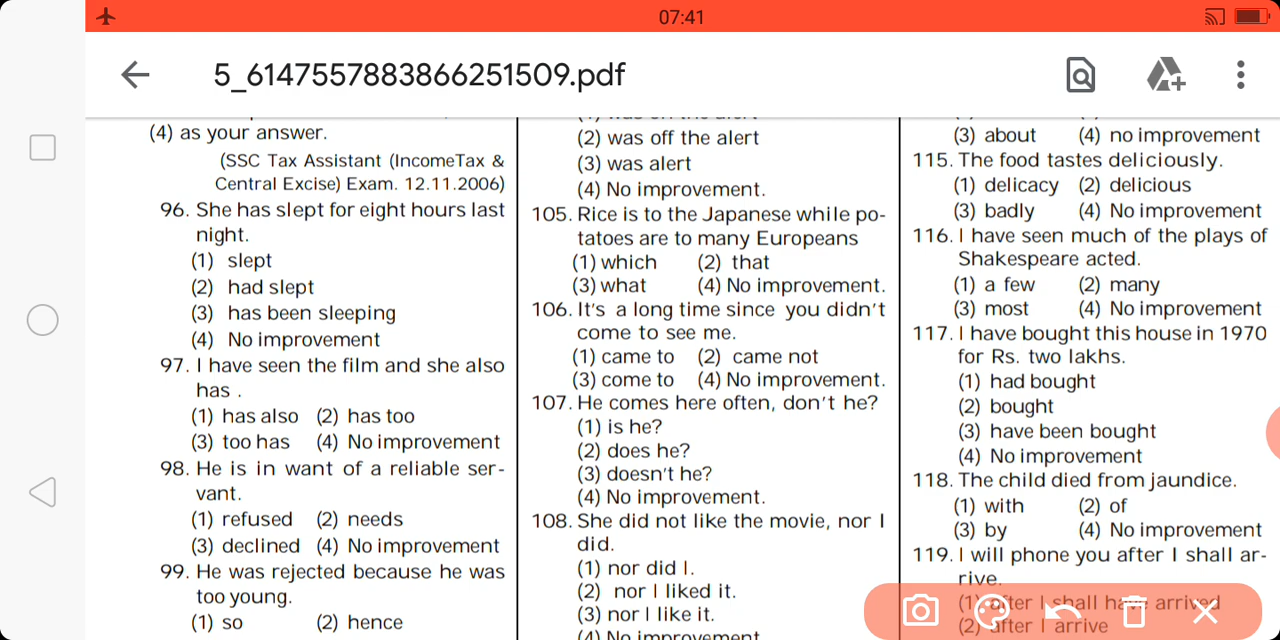 07:41
5_6147557883866251509.pdf
(4) as your answer.
(SSC Tax Assistant (IncomeTax &
Central Excise) Exam. 12.11.2006)
96. She has slept for eight hours last
night.
(1) slept
(2) had slept
(3) has been sleeping
(4) No improvement
97. I have seen the film and she also
has .
(1) has also (2) has too
(3) too has (4) No improvement
98. He is in want of a reliable ser-
vant.
(1) refused (2) needs
(3) declined (4) No improvement
99. He was rejected because he was
too young.
(1) so (2) hence
(2) was off the alert
(3) was alert
(4) No improvement.
105. Rice is to the Japanese while po-
tatoes are to many Europeans
(1) which (2) that
(3) what (4) No improvement.
106. It's a long time since you didn't
come to see me.
(1) came to (2) came not
(3) come to (4) No improvement.
107. He comes here often, don't he?
(1) is he?
(2) does he?
(3) doesn't he?
(4) No improvement.
108. She did not like the movie, nor I
did.
(1) nor did I.
(2) nor I liked it.
(3) nor I like it.
(4) No improvement
(3) about (4) no improvement
115. The food tastes deliciously.
(1) delicacy (2) delicious
(3) badly (4) No improvement
116. I have seen much of the plays of
Shakespeare acted.
(1) a few (2) many
(3) most (4) No improvement
117. I have bought this house in 1970
for Rs. two lakhs.
(1) had bought
(2) bought
(3) have been bought
(4) No improvement
118. The child died from jaundice.
(1) with (2) of
(3) by (4) No improvement
119. I will phone you after I shall ar-
rive.
(1) after I shall have arrived
(2) after I arrive